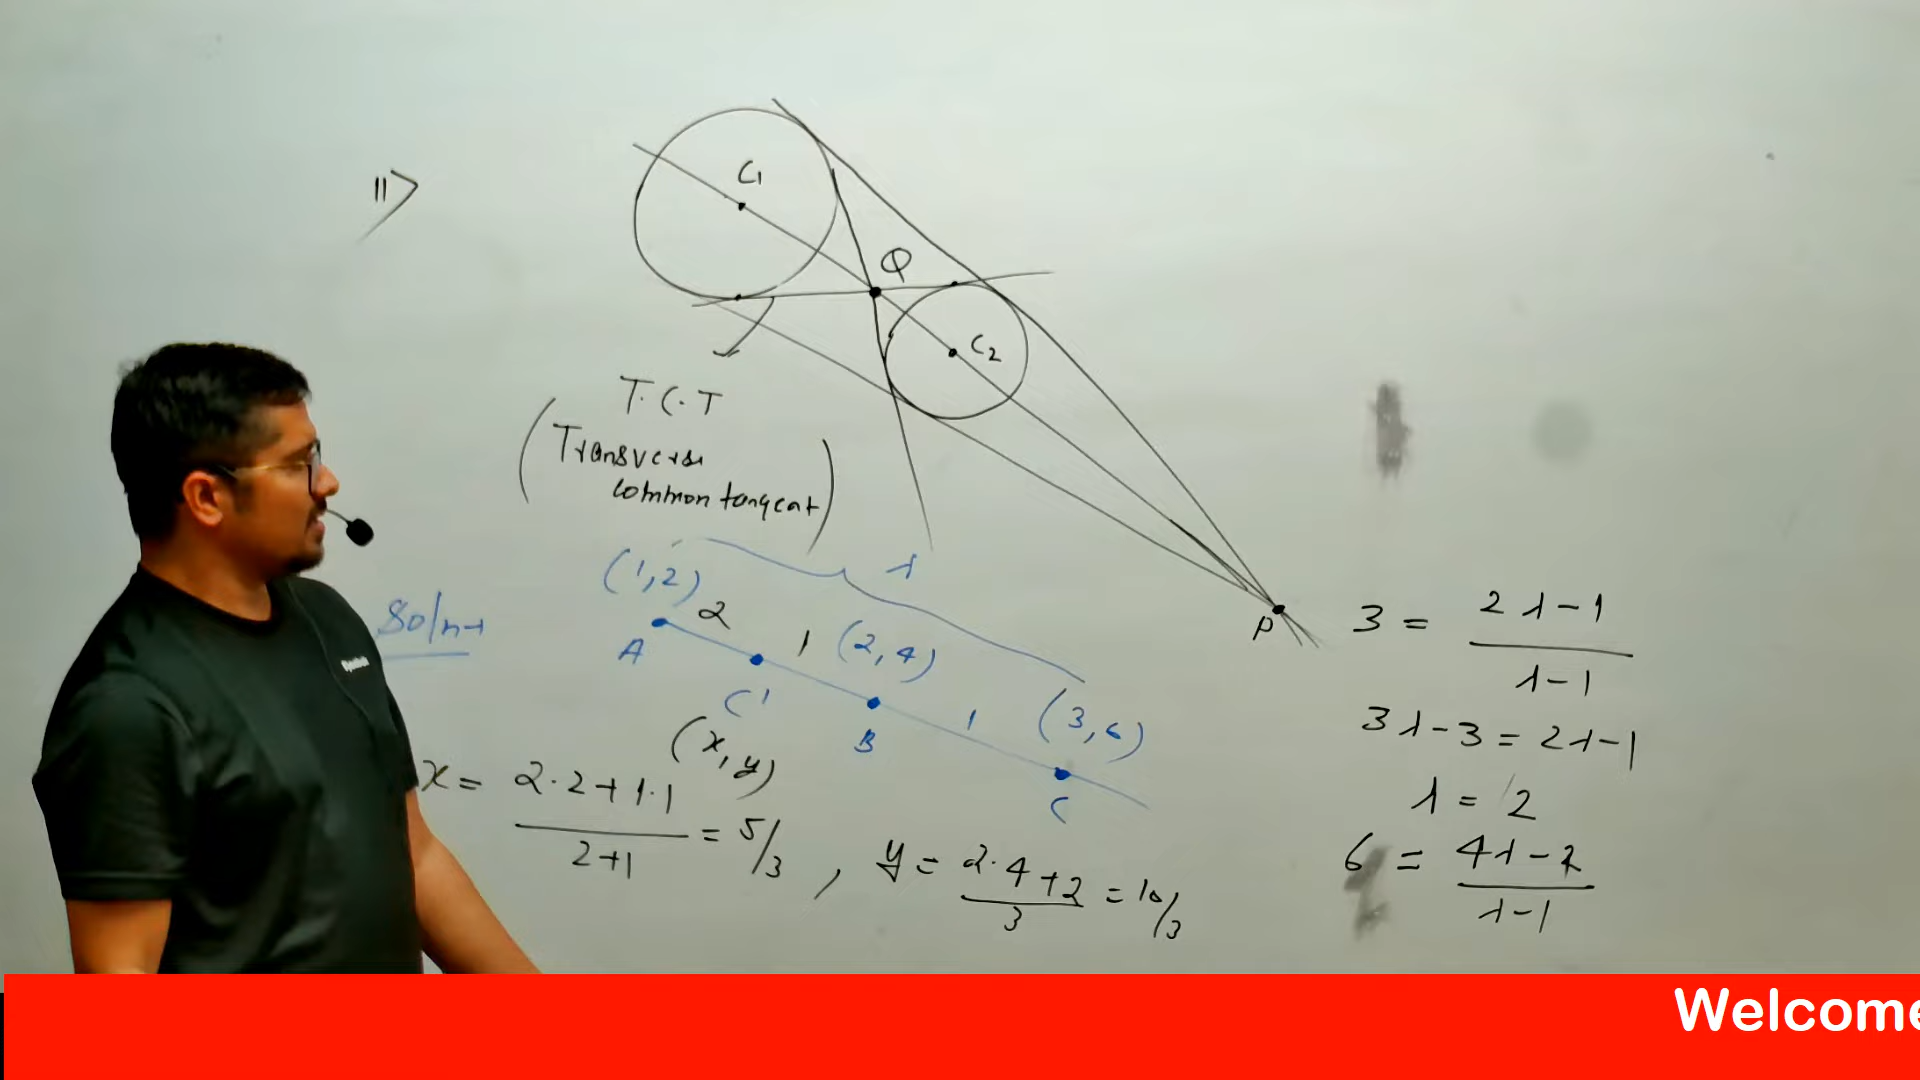 11>
C1
Q
C2
P
T.C.T
(Transverse
common tangent)
Soln→
(1,2)
2
λ
A
1
(2,4)
C'
(x,y)
B
1
(3,6)
C
x = 2·2+1·1 / 2+1 = 5/3 , y = 2·4+2 / 3 = 10/3
3 = 2λ-1 / λ-1
3λ-3 = 2λ-1
λ = 2
6 = 4λ-2 / λ-1
Welcome